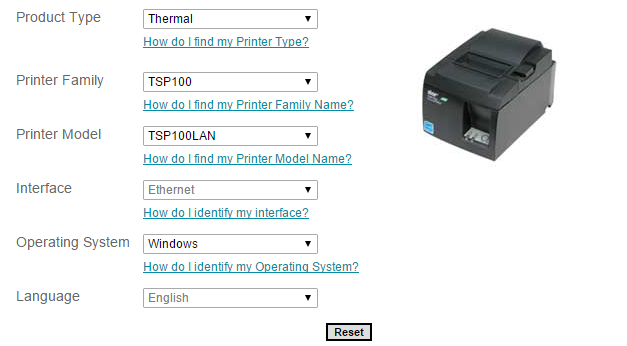 Product Type
Thermal
How do I find my Printer Type?
Printer Family
TSP100
How do I find my Printer Family Name?
Printer Model
TSP100LAN
How do I find my Printer Model Name?
Interface
Ethernet
How do I identify my interface?
Operating System
Windows
How do I identify my Operating System?
Language
English
Reset
star